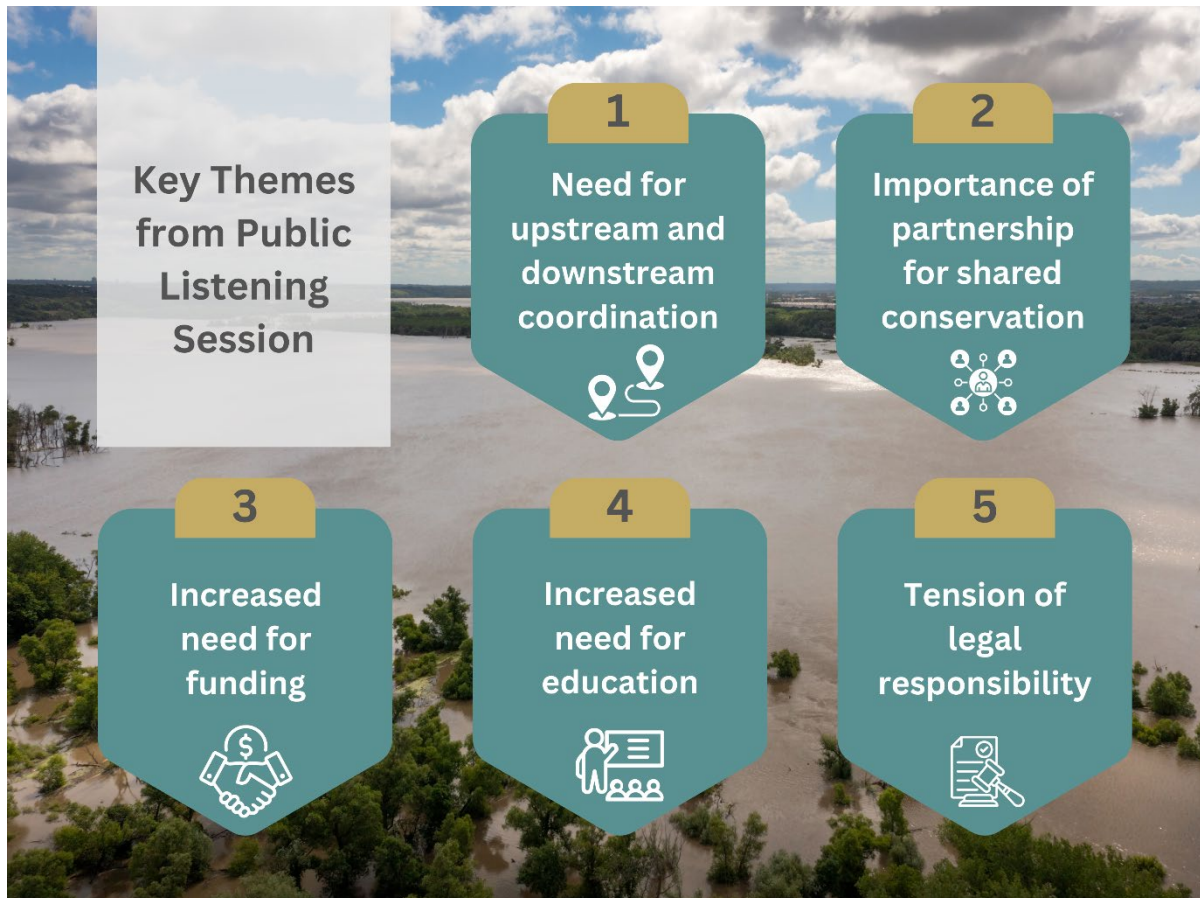 Key Themes
from Public
Listening
Session
1
Need for
upstream and
downstream
coordination
2
Importance of
partnership
for shared
conservation
3
Increased
need for
funding
$
4
Increased
need for
education
5
Tension of
legal
responsibility